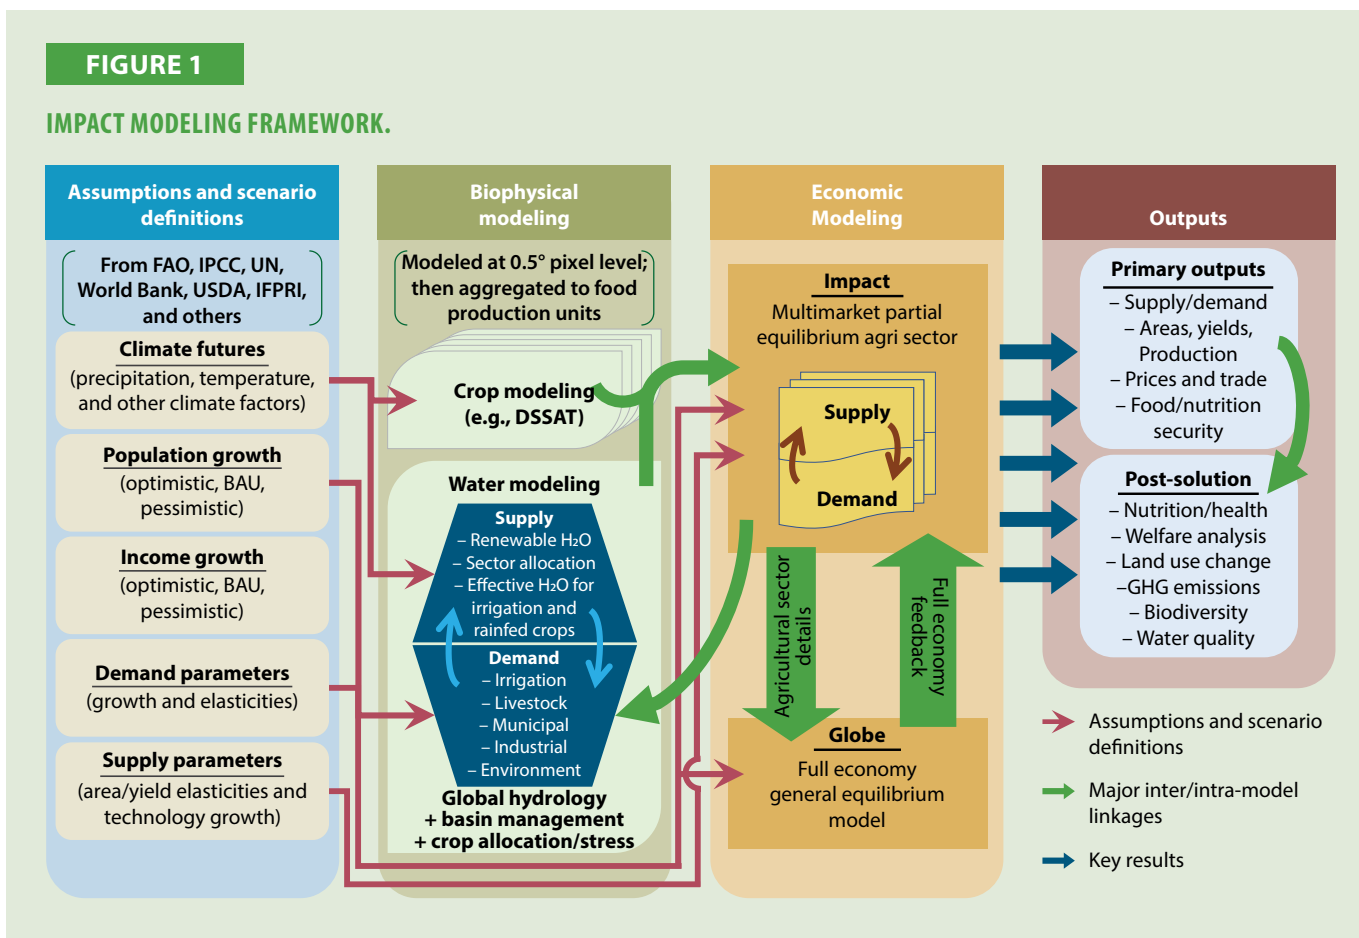 FIGURE 1
IMPACT MODELING FRAMEWORK.
Assumptions and scenario
definitions
From FAO, IPCC, UN,
World Bank, USDA, IFPRI,
and others
Climate futures
(precipitation, temperature,
and other climate factors)
Population growth
(optimistic, BAU,
pessimistic)
Income growth
(optimistic, BAU,
pessimistic)
Demand parameters
(growth and elasticities)
Supply parameters
(area/yield elasticities and
technology growth)
Biophysical
modeling
Modeled at 0.5° pixel level;
then aggregated to food
production units
Crop modeling
(e.g., DSSAT)
Water modeling
Supply
– Renewable H2O
– Sector allocation
– Effective H2O for
irrigation and
rainfed crops
Demand
– Irrigation
– Livestock
– Municipal
– Industrial
– Environment
Global hydrology
+ basin management
+ crop allocation/stress
Economic
Modeling
Impact
Multimarket partial
equilibrium agri sector
Supply
Demand
Agricultural sector
details
Full economy
feedback
Globe
Full economy
general equilibrium
model
Outputs
Primary outputs
– Supply/demand
– Areas, yields,
Production
– Prices and trade
– Food/nutrition
security
Post-solution
– Nutrition/health
– Welfare analysis
– Land use change
–GHG emissions
– Biodiversity
– Water quality
Assumptions and scenario
definitions
Major inter/intra-model
linkages
Key results